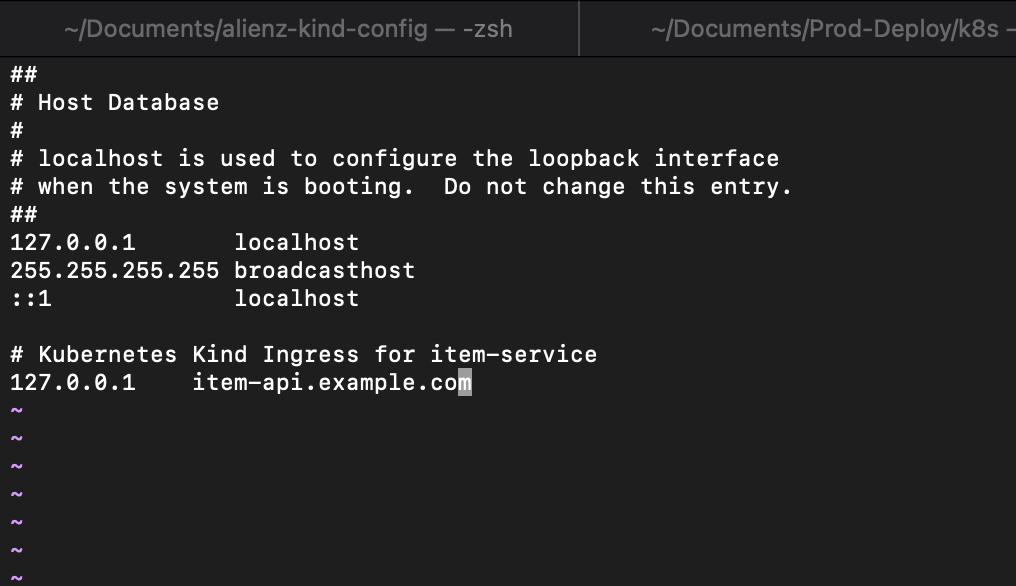 ~/Documents/alienz-kind-config — -zsh
~/Documents/Prod-Deploy/k8s –
##
# Host Database
#
# localhost is used to configure the loopback interface
# when the system is booting.  Do not change this entry.
##
127.0.0.1       localhost
255.255.255.255 broadcasthost
::1             localhost

# Kubernetes Kind Ingress for item-service
127.0.0.1    item-api.example.com
~
~
~
~
~
~
~